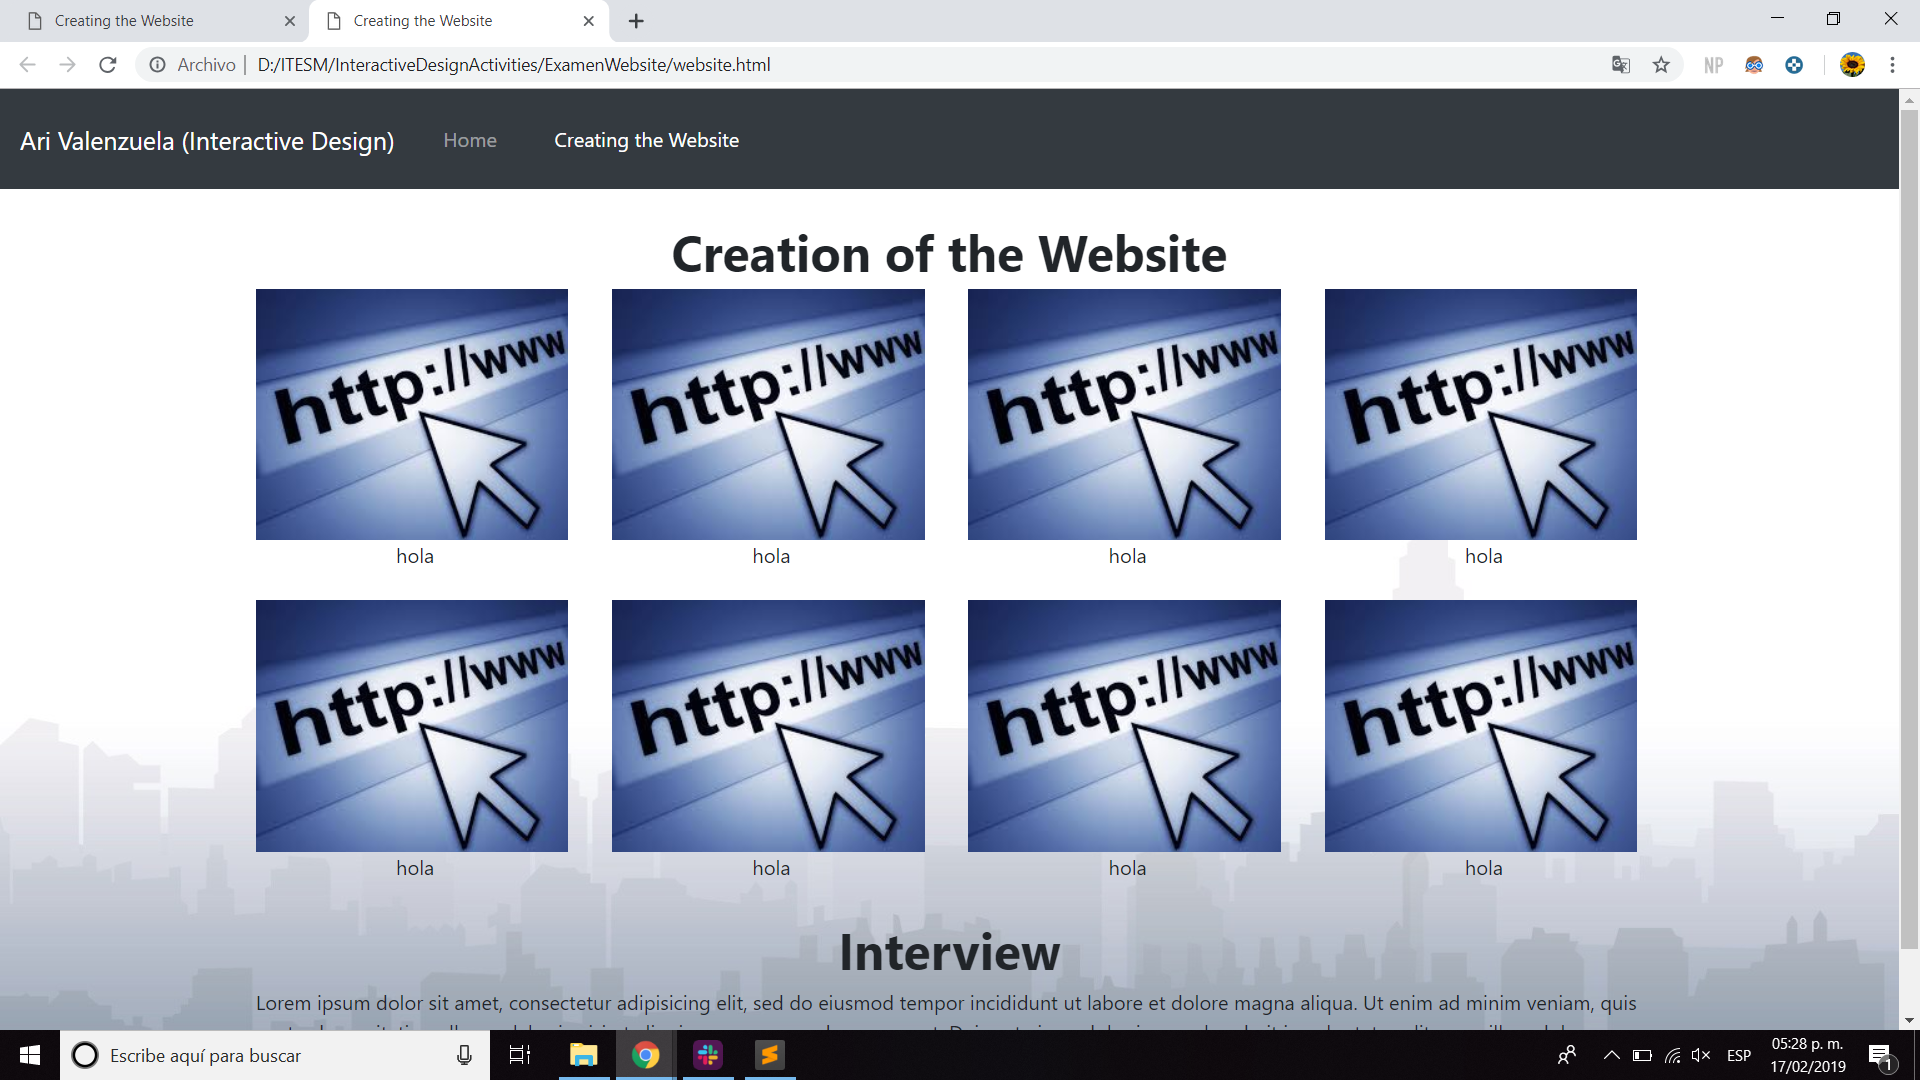 Creating the Website
Creating the Website
Archivo
D:/ITESM/InteractiveDesignActivities/ExamenWebsite/website.html
NP
Ari Valenzuela (Interactive Design)
Home
Creating the Website
Creation of the Website
http://www
http://www
http://www
http://www
hola
hola
hola
hola
http://www
http://www
http://www
http://www
hola
hola
hola
hola
Interview
Lorem ipsum dolor sit amet, consectetur adipisicing elit, sed do eiusmod tempor incididunt ut labore et dolore magna aliqua. Ut enim ad minim veniam, quis
Escribe aquí para buscar
ESP
05:28 p. m.
17/02/2019
1